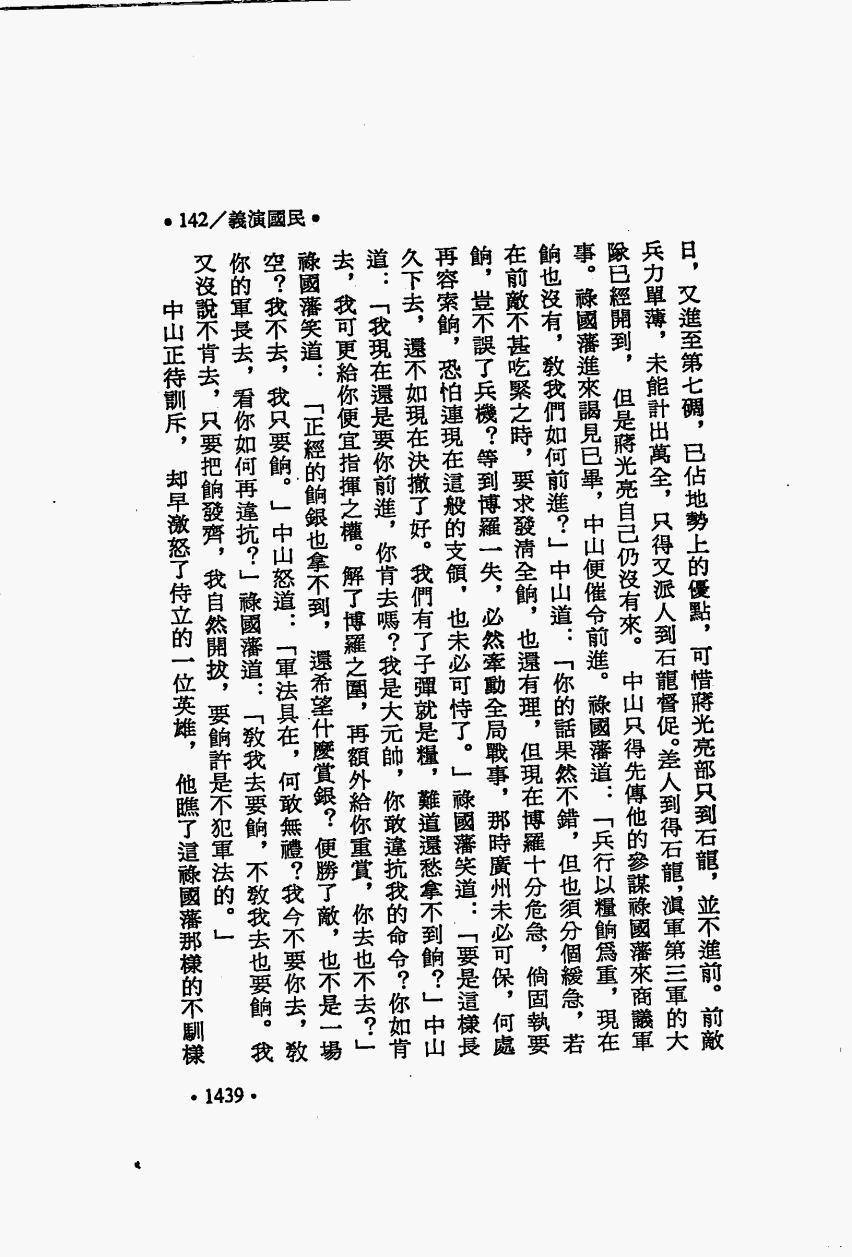 •142／義演國民•
日，又進至第七碉，已佔地勢上的優點，可惜蔣光亮部只到石龍，並不進前。前敵
兵力單薄，未能計出萬全，只得又派人到石龍督促。差人到得石龍，滇軍第三軍的大
隊已經開到，但是蔣光亮自己仍沒有來。中山只得先傳他的參謀祿國藩來商議軍
事。祿國藩進來謁見已畢，中山便催令前進。祿國藩道：「兵行以糧餉爲重，現在
餉也沒有，敎我們如何前進？」中山道：「你的話果然不錯，但也須分個緩急，若
在前敵不甚吃緊之時，要求發淸全餉，也還有理，但現在博羅十分危急，倘固執要
餉，豈不誤了兵機？等到博羅一失，必然牽動全局戰事，那時廣州未必可保，何處
再容索餉，恐怕連現在這般的支領，也未必可恃了。」祿國藩笑道：「要是這樣長
久下去，還不如現在決撤了好。我們有了子彈就是糧，難道還愁拿不到餉？」中山
道：「我現在還是要你前進，你肯去嗎？我是大元帥，你敢違抗我的命令？你如肯
去，我可更給你便宜指揮之權。解了博羅之圍，再額外給你重賞，你去也不去？」
祿國藩笑道：「正經的餉銀也拿不到，還希望什麼賞銀？便勝了敵，也不是一場
空？我不去，我只要餉。」中山怒道：「軍法具在，何敢無禮？我今不要你去，敎
你的軍長去，看你如何再違抗？」祿國藩道：「敎我去要餉，不敎我去也要餉。我
又沒說不肯去，只要把餉發齊，我自然開拔，要餉許是不犯軍法的。」
中山正待訓斥，却早激怒了侍立的一位英雄，他瞧了這祿國藩那樣的不馴樣
•1439•